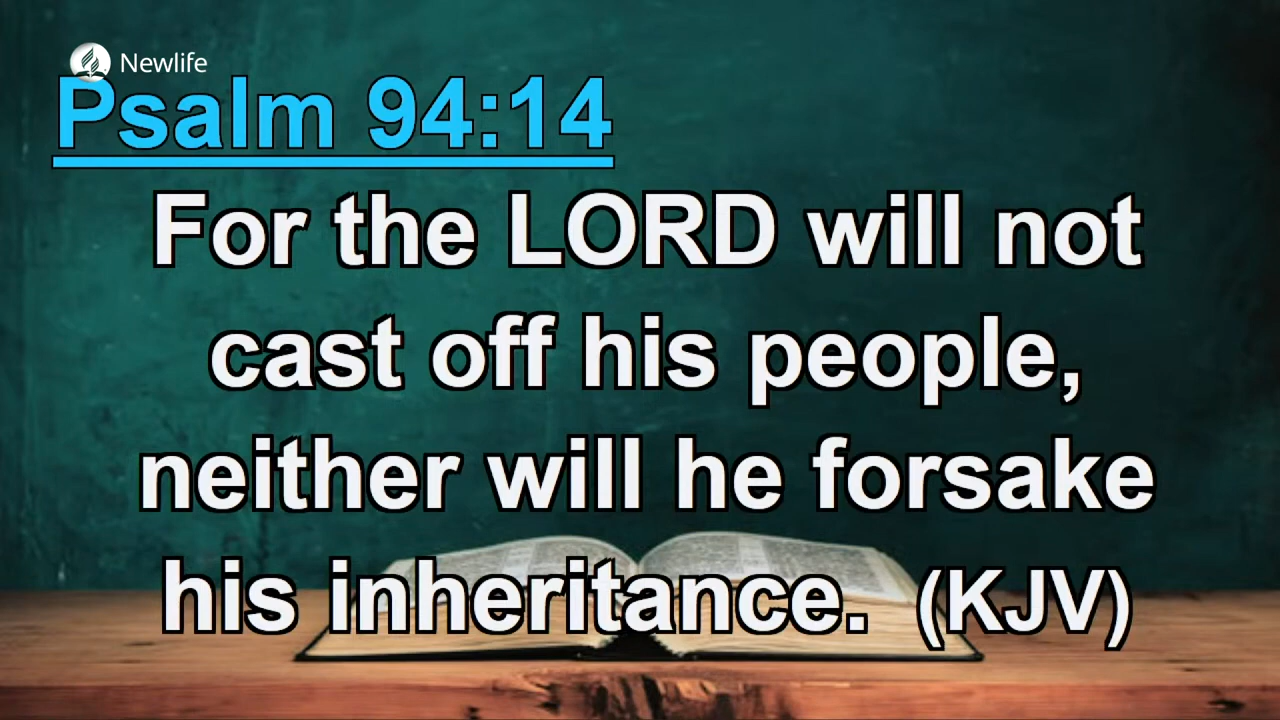 Newlife
Psalm 94:14
For the LORD will not
cast off his people,
neither will he forsake
his inheritance. (KJV)